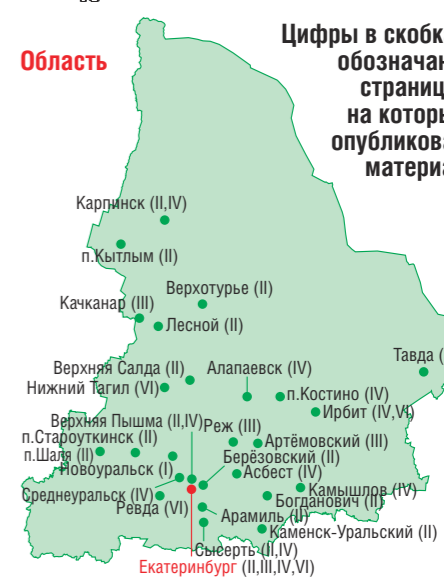 Область
Цифры в скобк
обозначаю
страниц
на которы
опубликова
матери
Карпинск (II,IV)
п.Кытлым (II)
Верхотурье (II)
Качканар (III)
Лесной (II)
Тавда (
Верхняя Салда (II)
Алапаевск (IV)
Нижний Тагил (VI)
п.Костино (IV)
Ирбит (IV,VI)
Верхняя Пышма (II,IV)
Реж (III)
п.Староуткинск (II)
Артёмовский (III)
п.Шаля (II)
Берёзовский (II)
Новоуральск (I)
Асбест (IV)
Среднеуральск (IV)
Камышлов (IV)
Богданович (II)
Ревда (VI)
Арамиль (II)
Каменск-Уральский (II)
Сысерть (II,IV)
Екатеринбург (II,III,IV,VI)